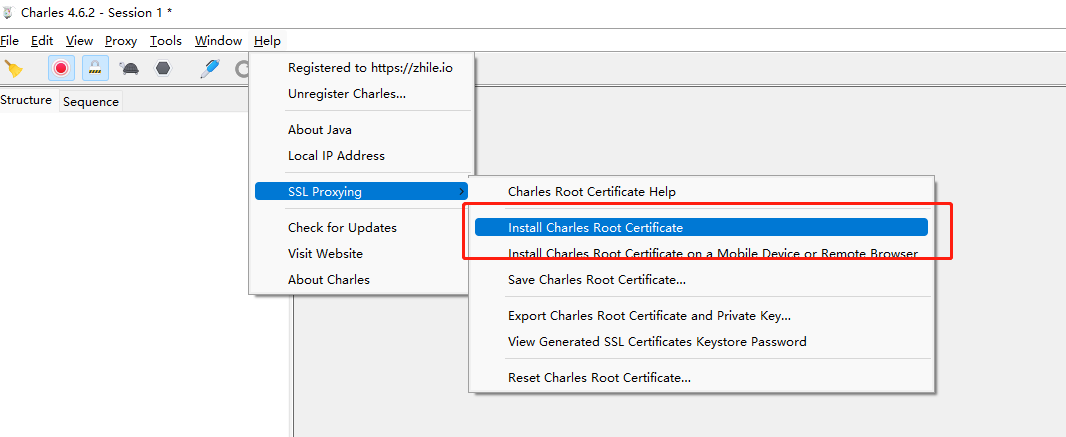 Charles 4.6.2 - Session 1 *
File Edit View Proxy Tools Window Help
Structure Sequence
Registered to https://zhile.io
Unregister Charles...
About Java
Local IP Address
SSL Proxying
Check for Updates
Visit Website
About Charles
Charles Root Certificate Help
Install Charles Root Certificate
Install Charles Root Certificate on a Mobile Device or Remote Browser
Save Charles Root Certificate...
Export Charles Root Certificate and Private Key...
View Generated SSL Certificates Keystore Password
Reset Charles Root Certificate...